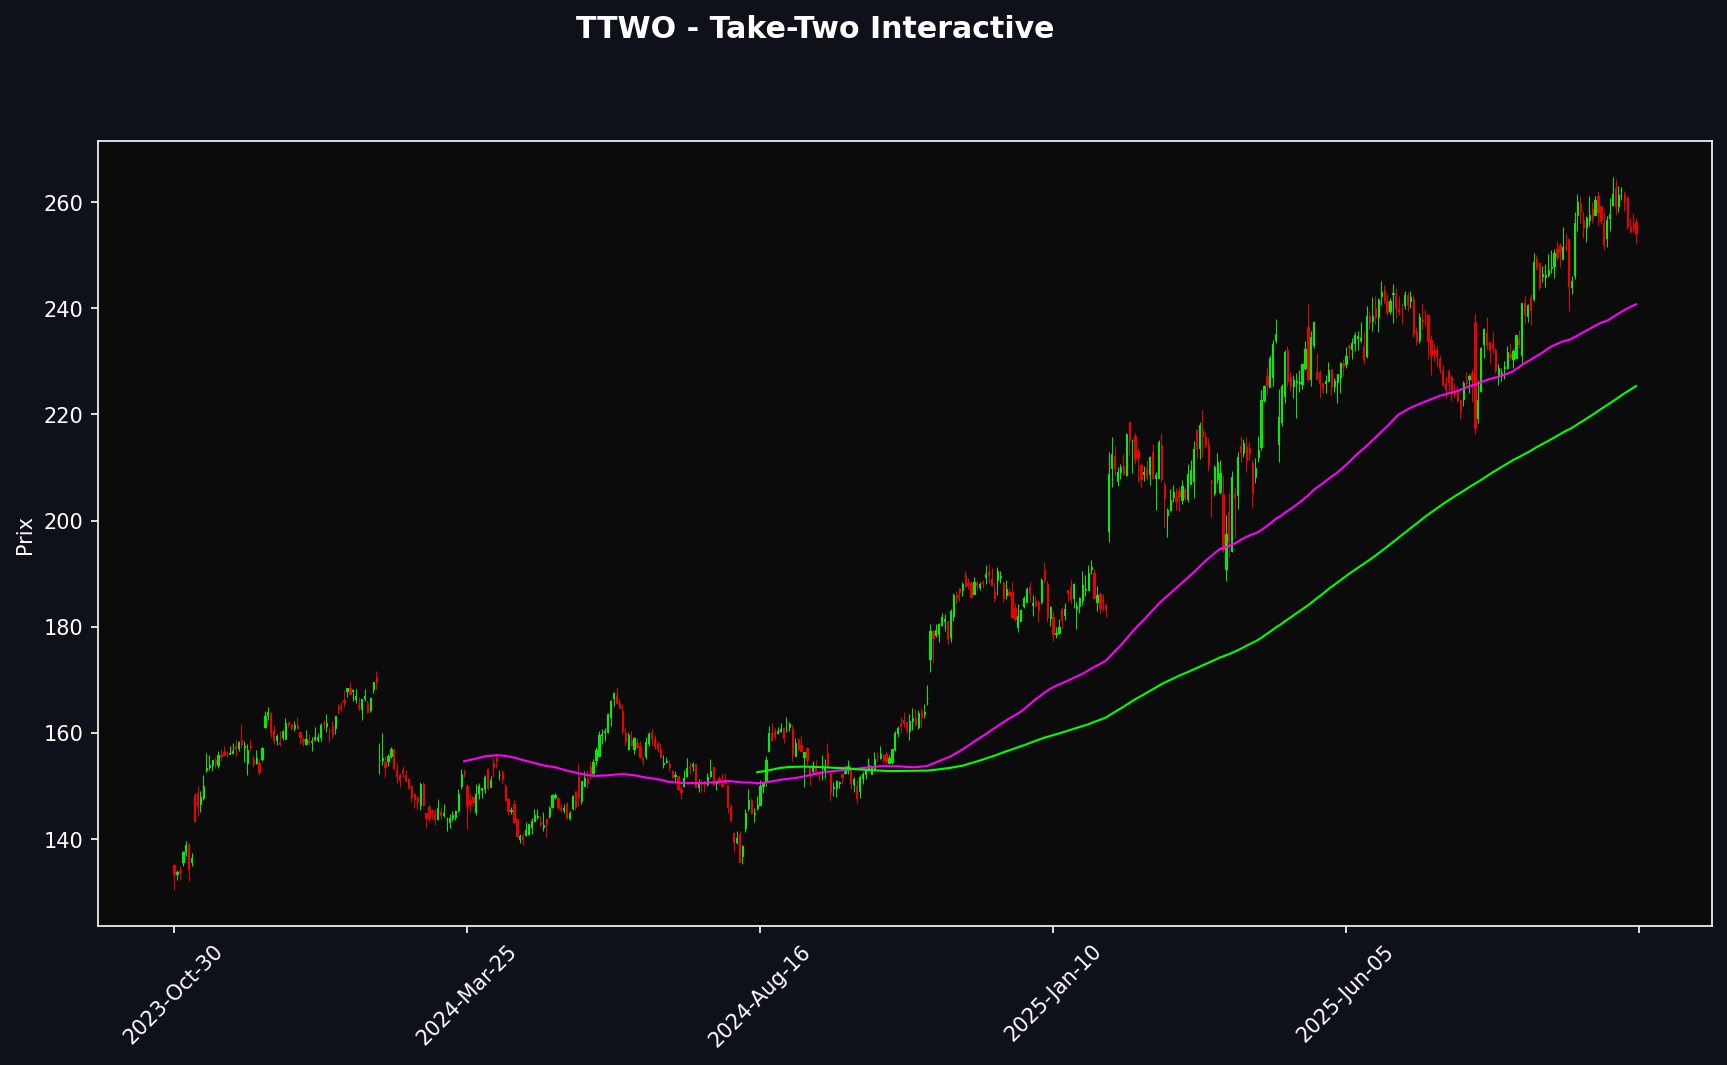 TTWO - Take-Two Interactive
Prix
260
240
220
200
180
160
140
2023-Oct-30
2024-Mar-25
2024-Aug-16
2025-Jan-10
2025-Jun-05